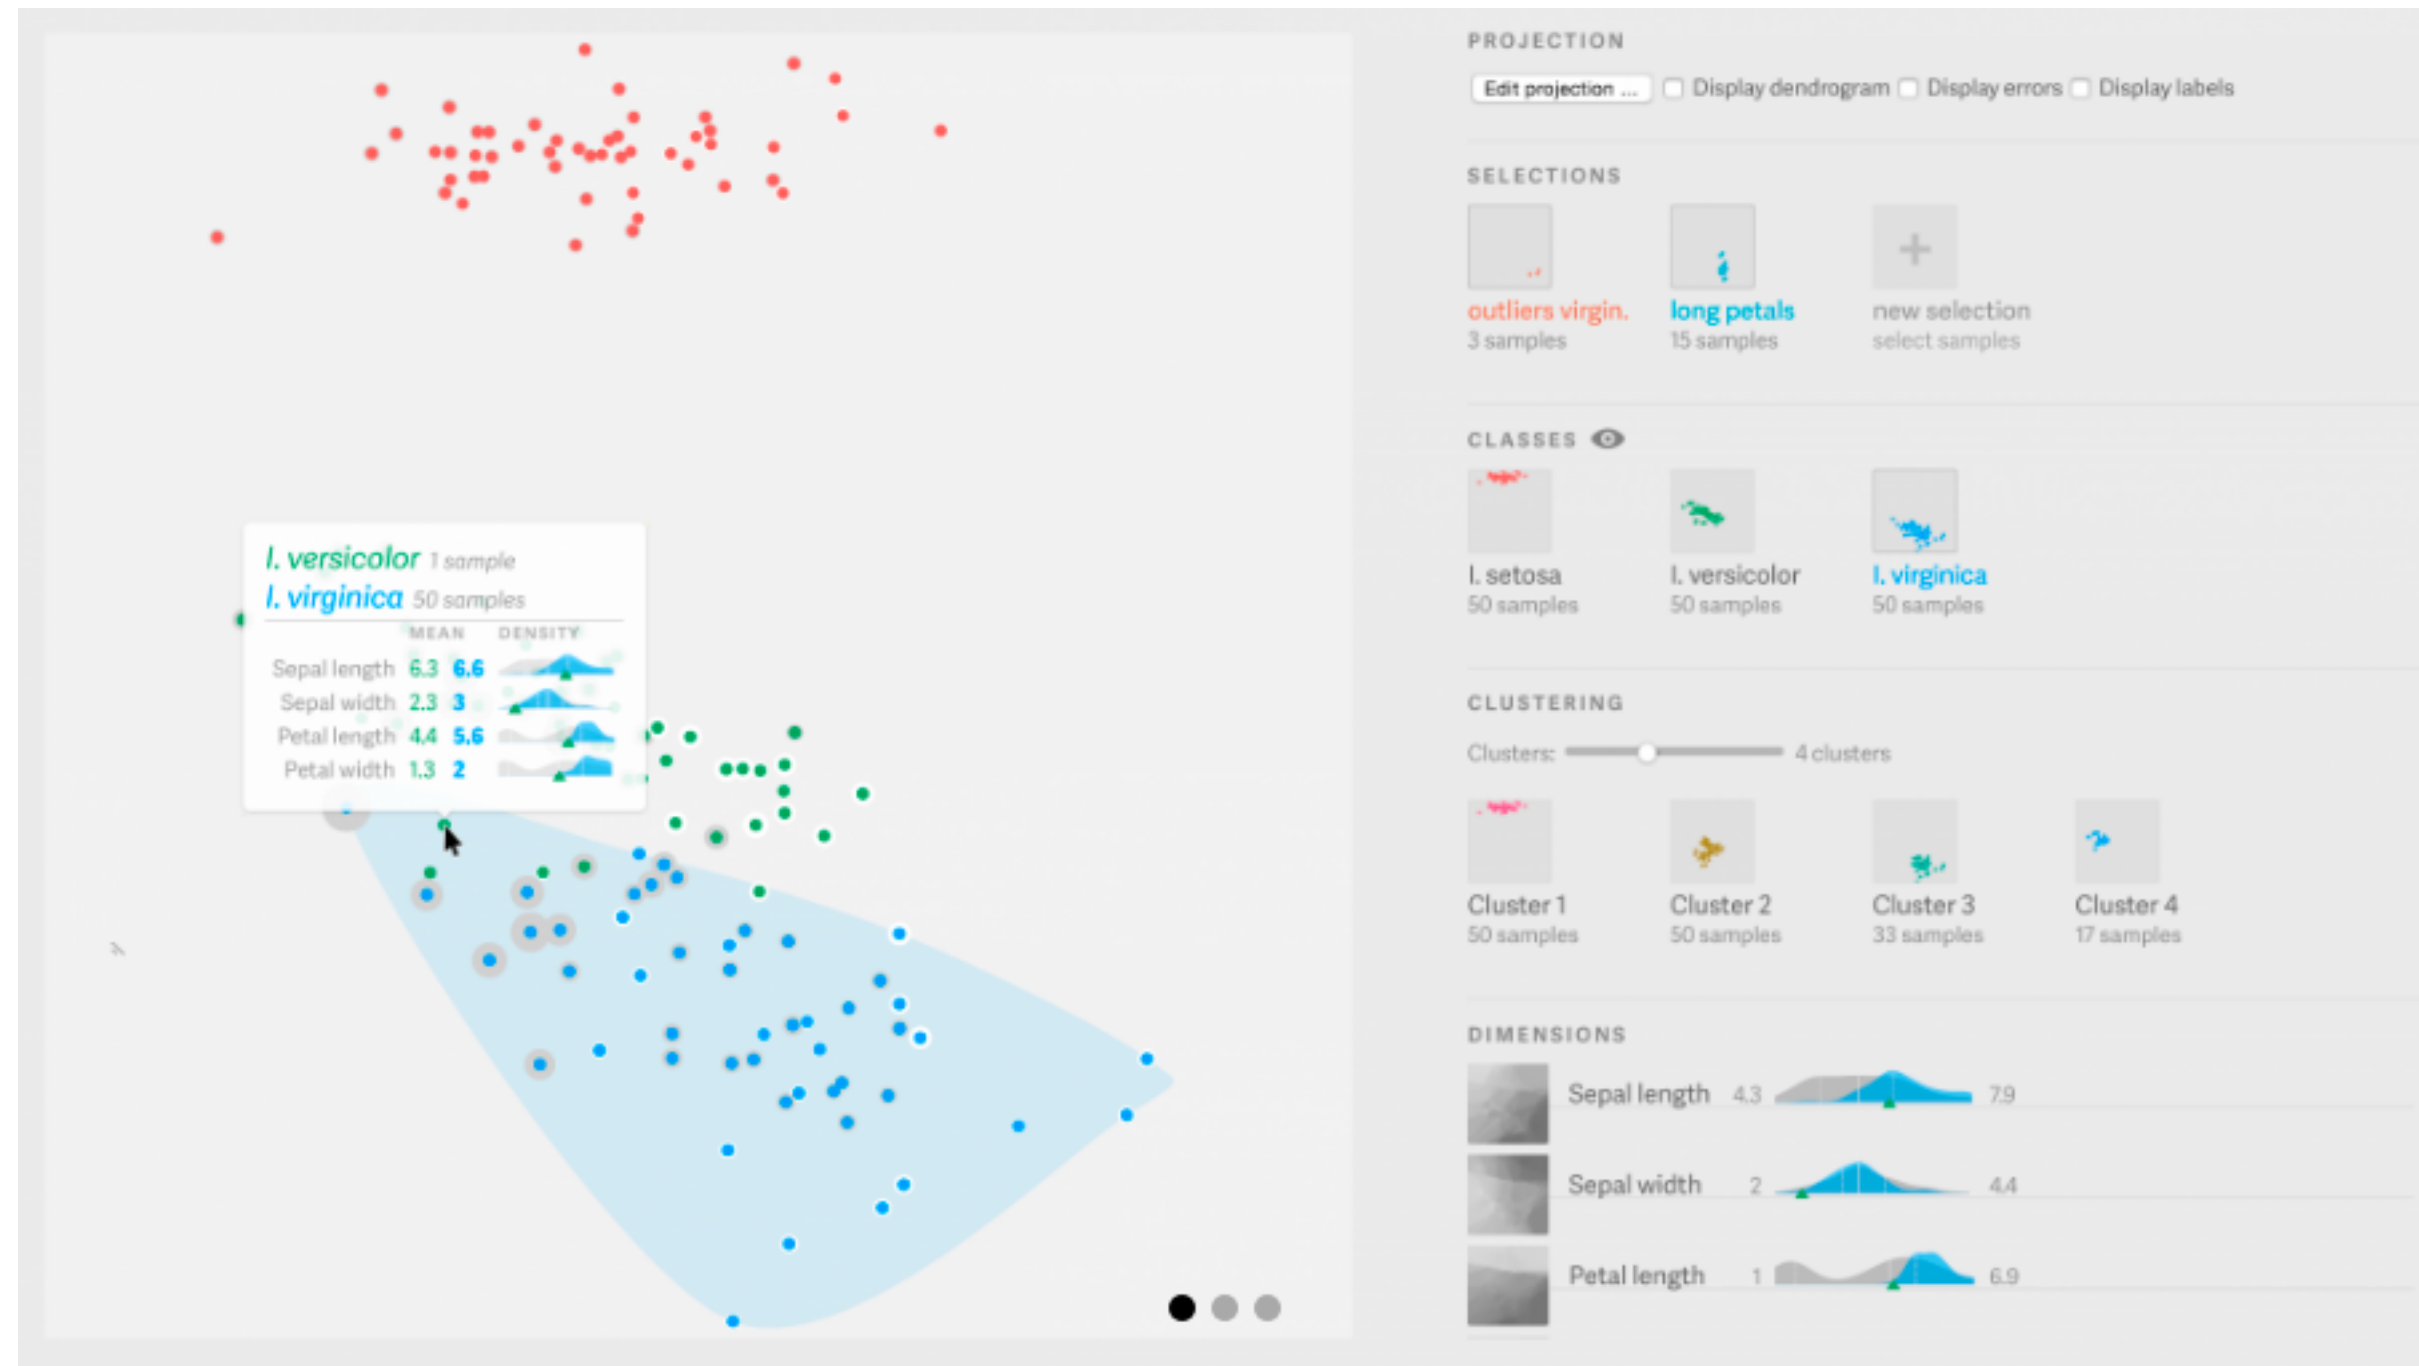 I. versicolor 1 sample
I. virginica 50 samples
MEAN DENSITY
Sepal length 6.3 6.6
Sepal width 2.3 3
Petal length 4.4 5.6
Petal width 1.3 2
PROJECTION
Edit projection ... Display dendrogram Display errors Display labels
SELECTIONS
outliers virgin. long petals new selection
3 samples 15 samples select samples
CLASSES
I. setosa I. versicolor I. virginica
50 samples 50 samples 50 samples
CLUSTERING
Clusters: 4 clusters
Cluster 1 Cluster 2 Cluster 3 Cluster 4
50 samples 50 samples 33 samples 17 samples
DIMENSIONS
Sepal length 4.3 7.9
Sepal width 2 4.4
Petal length 1 6.9